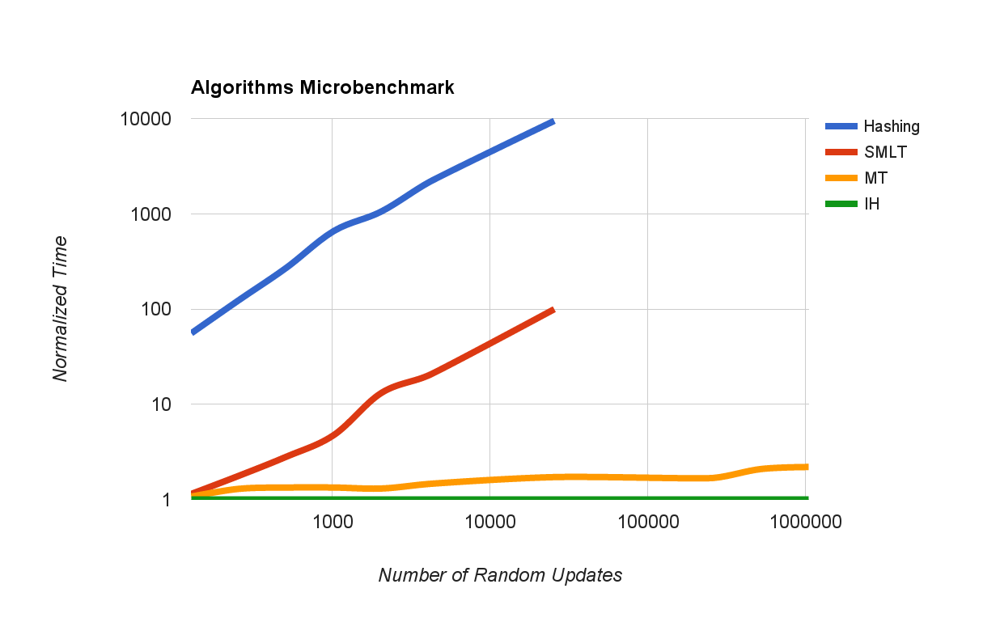 Algorithms Microbenchmark
10000
1000
100
10
1
Normalized Time
1000
10000
100000
1000000
Number of Random Updates
Hashing
SMLT
MT
IH